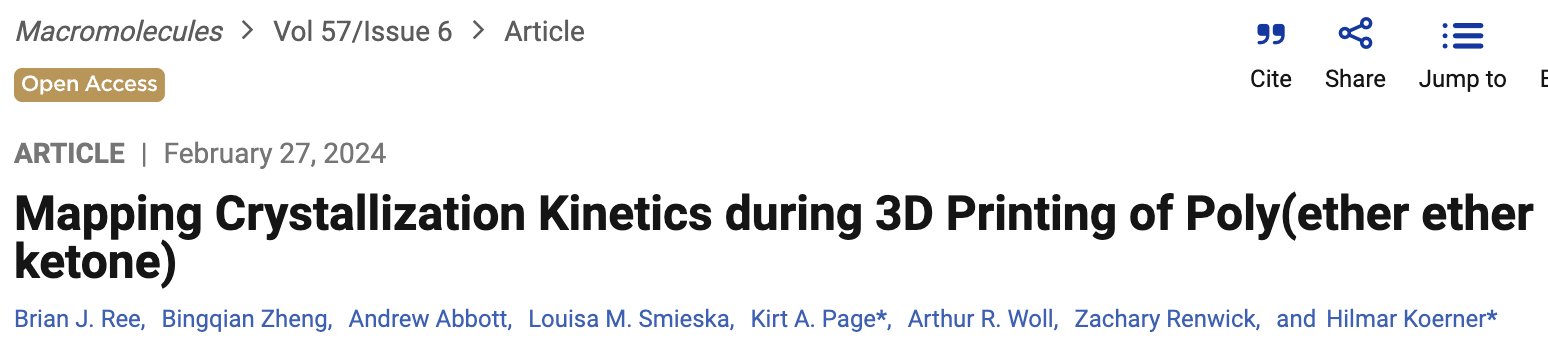 Macromolecules > Vol 57/Issue 6 > Article
Cite Share Jump to
Open Access
ARTICLE | February 27, 2024
Mapping Crystallization Kinetics during 3D Printing of Poly(ether ether
ketone)
Brian J. Ree, Bingqian Zheng, Andrew Abbott, Louisa M. Smieska, Kirt A. Page*, Arthur R. Woll, Zachary Renwick, and Hilmar Koerner*